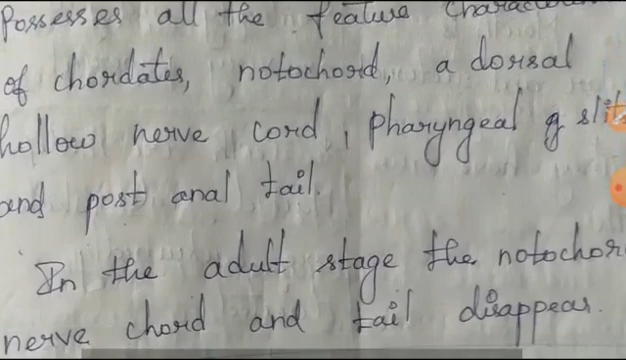 Possesses all the feature
of chordates, notochord, a dorsal
hollow nerve cord, pharyngeal g slit
and post anal tail.
In the adult stage the notochor
nerve chord and tail disappear.